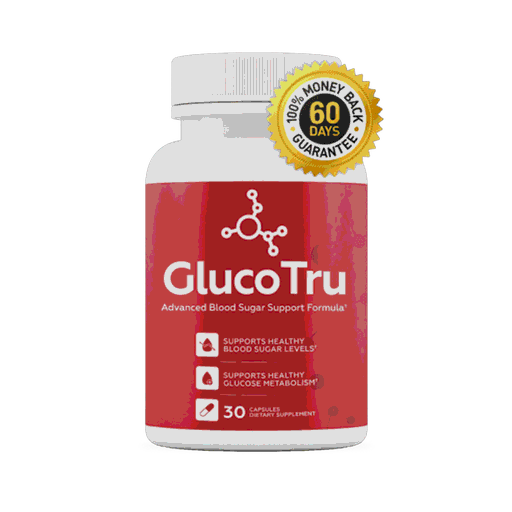 100% MONEY BACK
60
DAYS
GUARANTEE
GlucoTru
Advanced Blood Sugar Support Formula†
SUPPORTS HEALTHY
BLOOD SUGAR LEVELS†
SUPPORTS HEALTHY
GLUCOSE METABOLISM†
30 CAPSULES
DIETARY SUPPLEMENT